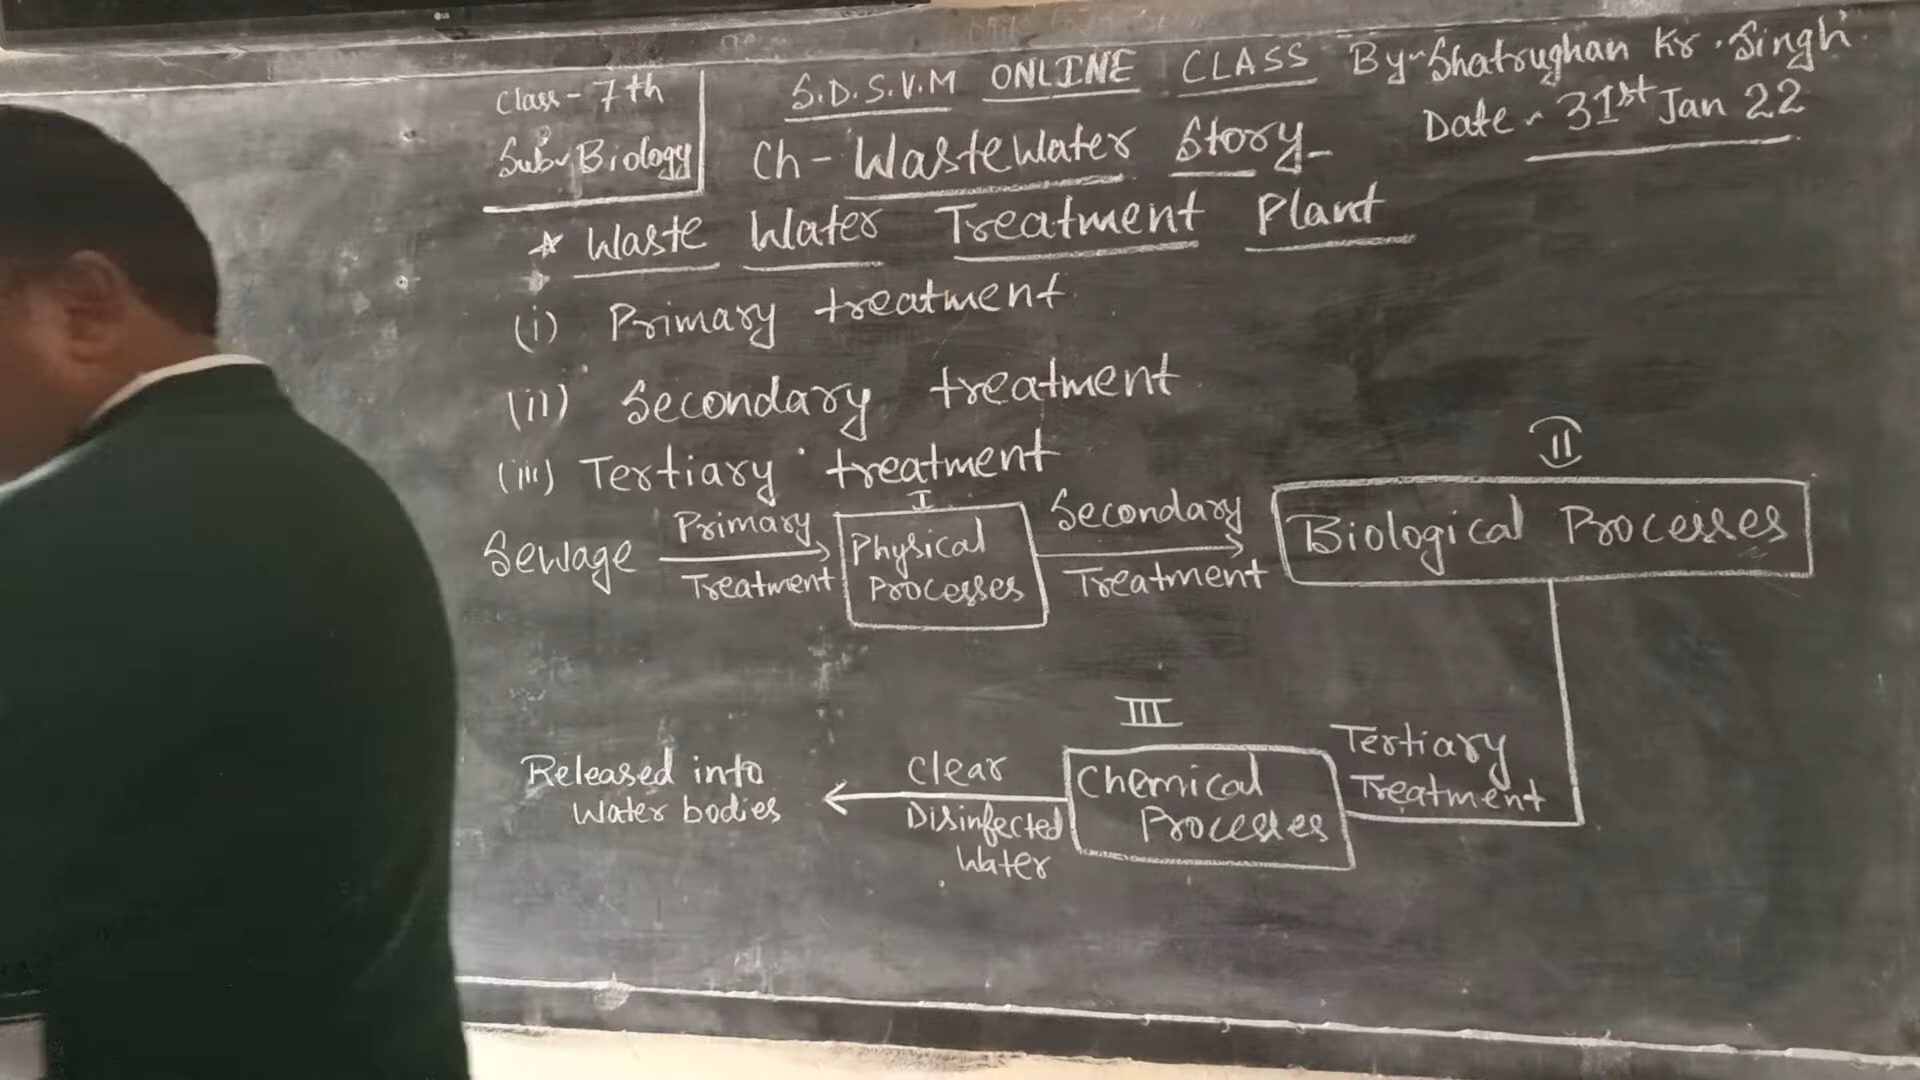 Class - 7th
Sub - Biology
S.D.S.V.M ONLINE CLASS By - Shatrughan Kr. Singh
Date - 31st Jan 22
Ch - WasteWater Story
* Waste Water Treatment Plant
(i) Primary treatment
(ii) Secondary treatment
(iii) Tertiary treatment
Sewage
Primary
Treatment
I
Physical
Processes
Secondary
Treatment
II
Biological Processes
Tertiary
Treatment
III
Chemical
Processes
Clear
Disinfected
Water
Released into
Water bodies